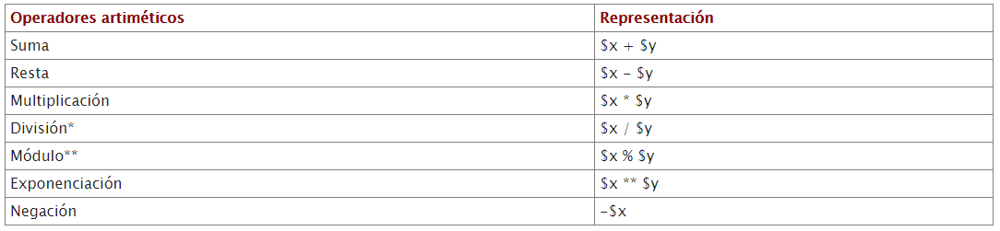 Operadores artiméticos Representación
Suma $x + $y
Resta $x - $y
Multiplicación $x * $y
División* $x / $y
Módulo** $x % $y
Exponenciación $x ** $y
Negación -$x